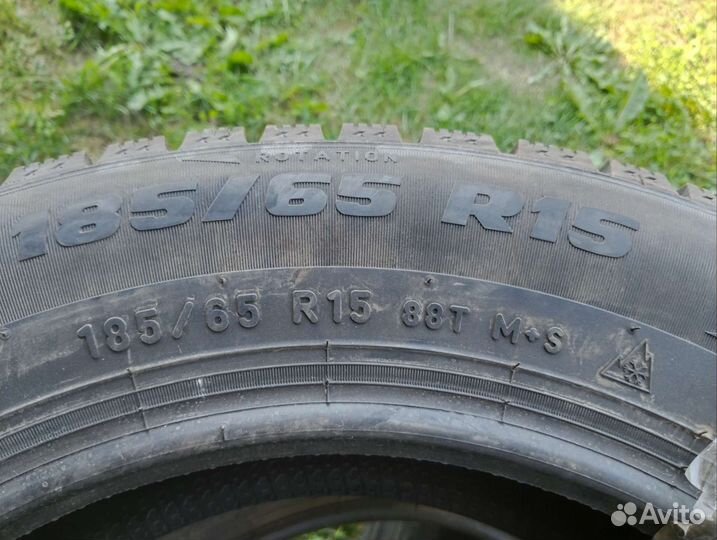 ROTATION
185/65 R15
185/65 R15 88T M+S
Avito